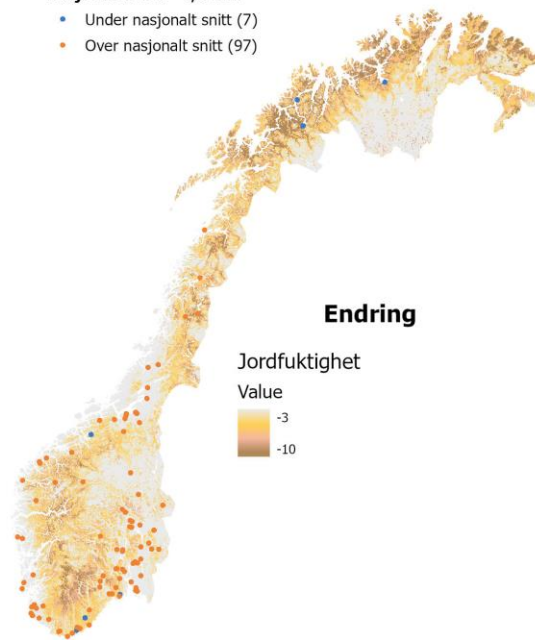 Under nasjonalt snitt (7)
Over nasjonalt snitt (97)
Endring
Jordfuktighet
Value
-3
-10